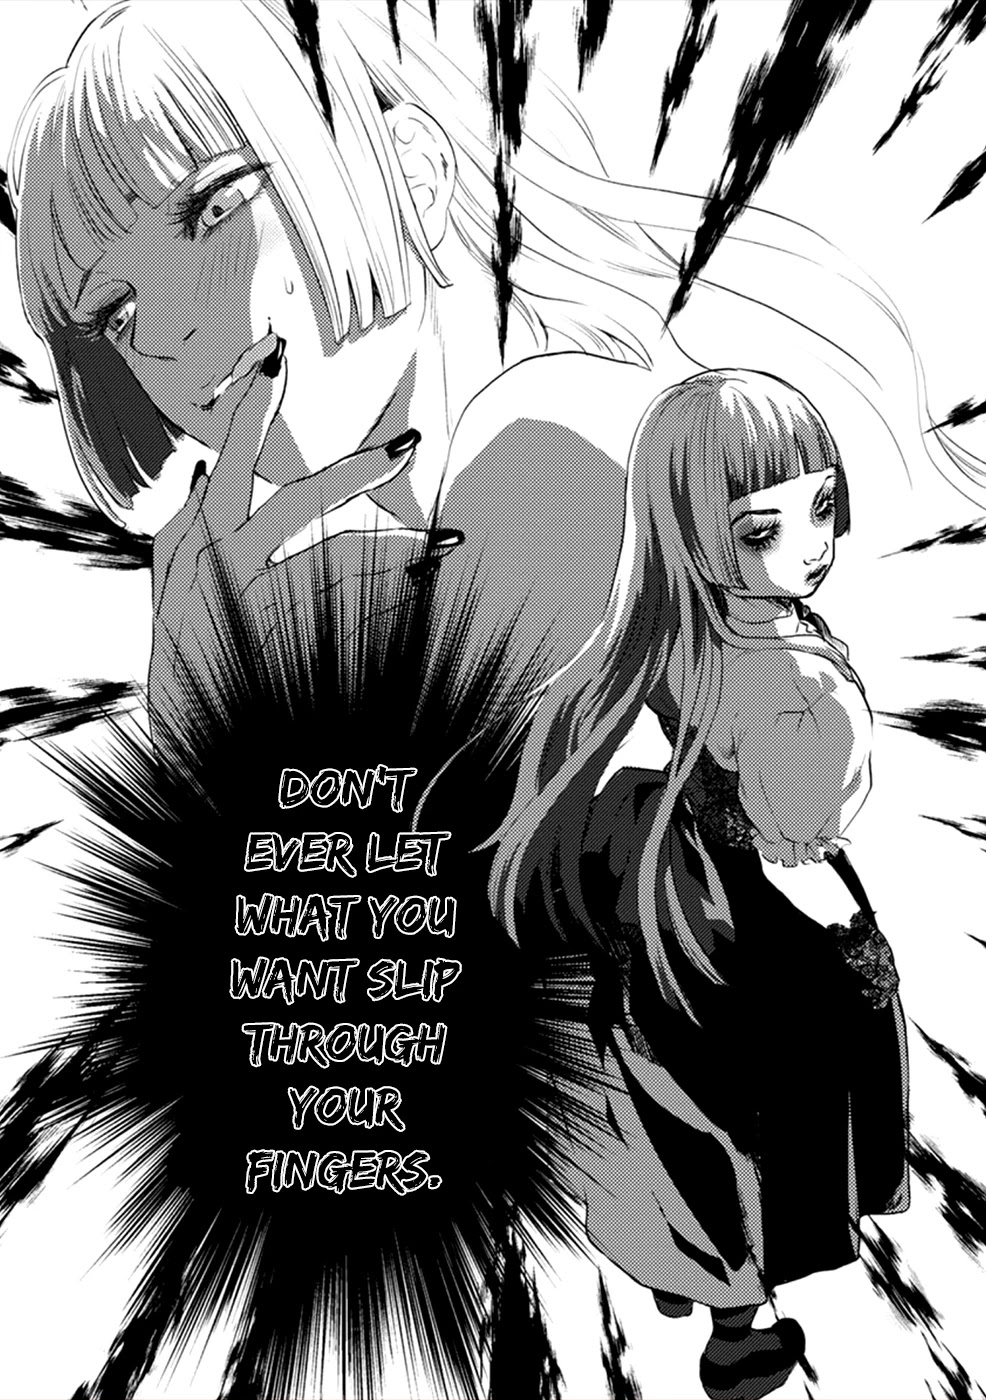 DON'T
EVER LET
WHAT YOU
WANT SLIP
THROUGH
YOUR
FINGERS.